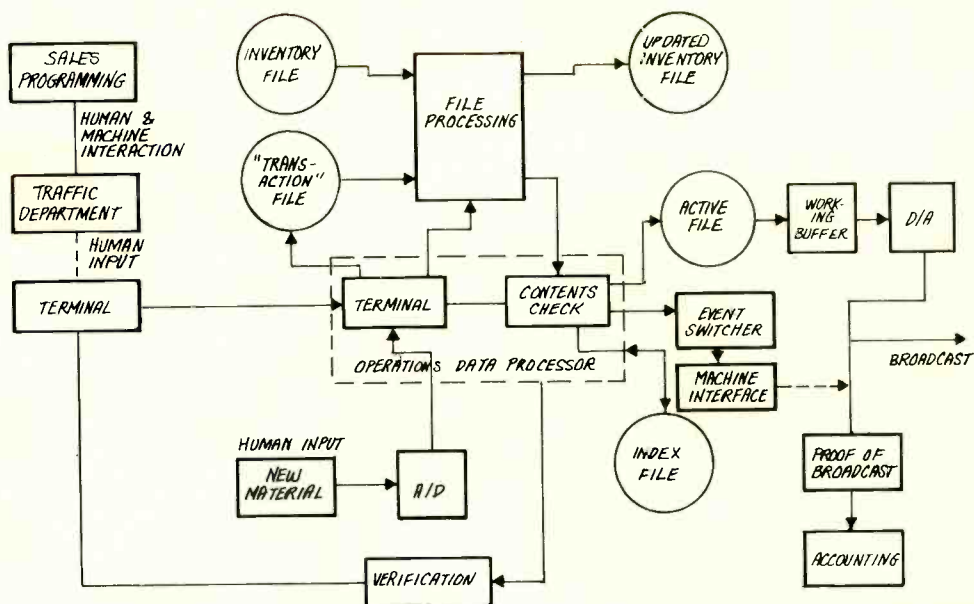 SALES
PROGRAMMING
HUMAN &
MACHINE
INTERACTION
TRAFFIC
DEPARTMENT
HUMAN
INPUT
TERMINAL
INVENTORY
FILE
"TRANS-
ACTION"
FILE
FILE
PROCESSING
UPDATED
INVENTORY
FILE
ACTIVE
FILE
WORK-
ING
BUFFER
D/A
TERMINAL
CONTENTS
CHECK
OPERATIONS DATA PROCESSOR
EVENT
SWITCHER
MACHINE
INTERFACE
BROADCAST
INDEX
FILE
HUMAN INPUT
NEW
MATERIAL
A/D
PROOF OF
BROADCAST
ACCOUNTING
VERIFICATION